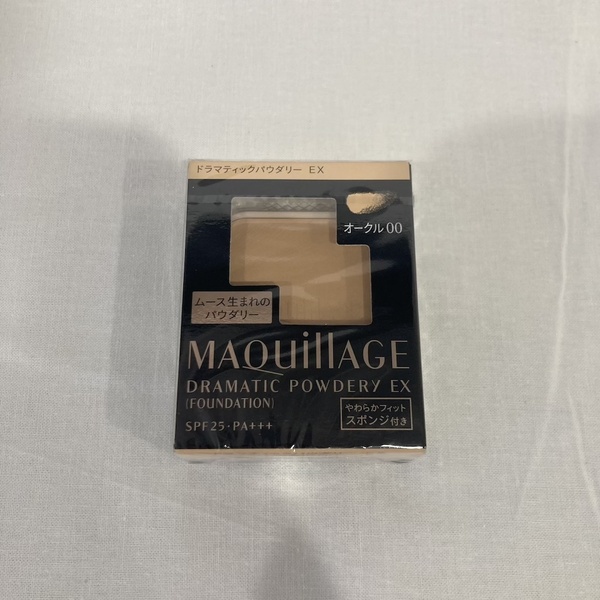 ドラマティックパウダリー EX
オークル00
ムース生まれの
パウダリー
MAQuillAGE
DRAMATIC POWDERY EX
[FOUNDATION]
SPF25・PA+++
やわらかフィット
スポンジ付き